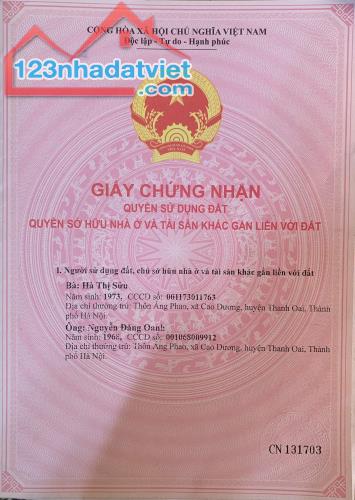 CỘNG HÒA XÃ HỘI CHỦ NGHĨA VIỆT NAM
Độc lập - Tự do - Hạnh phúc
123nhadatviet.com
GIẤY CHỨNG NHẬN
QUYỀN SỬ DỤNG ĐẤT
QUYỀN SỞ HỮU NHÀ Ở VÀ TÀI SẢN KHÁC GẮN LIỀN VỚI ĐẤT
I. Người sử dụng đất, chủ sở hữu nhà ở và tài sản khác gắn liền với đất
Bà: Hà Thị Sửu
Năm sinh: 1973, CCCD số: 001173011763
Địa chỉ thường trú: Thôn Áng Phao, xã Cao Dương, huyện Thanh Oai, Thành
phố Hà Nội.
Ông: Nguyễn Đăng Oanh
Năm sinh: 1968, CCCD số: 001068009912
Địa chỉ thường trú: Thôn Áng Phao, xã Cao Dương, huyện Thanh Oai, Thành
phố Hà Nội.
CN 131703